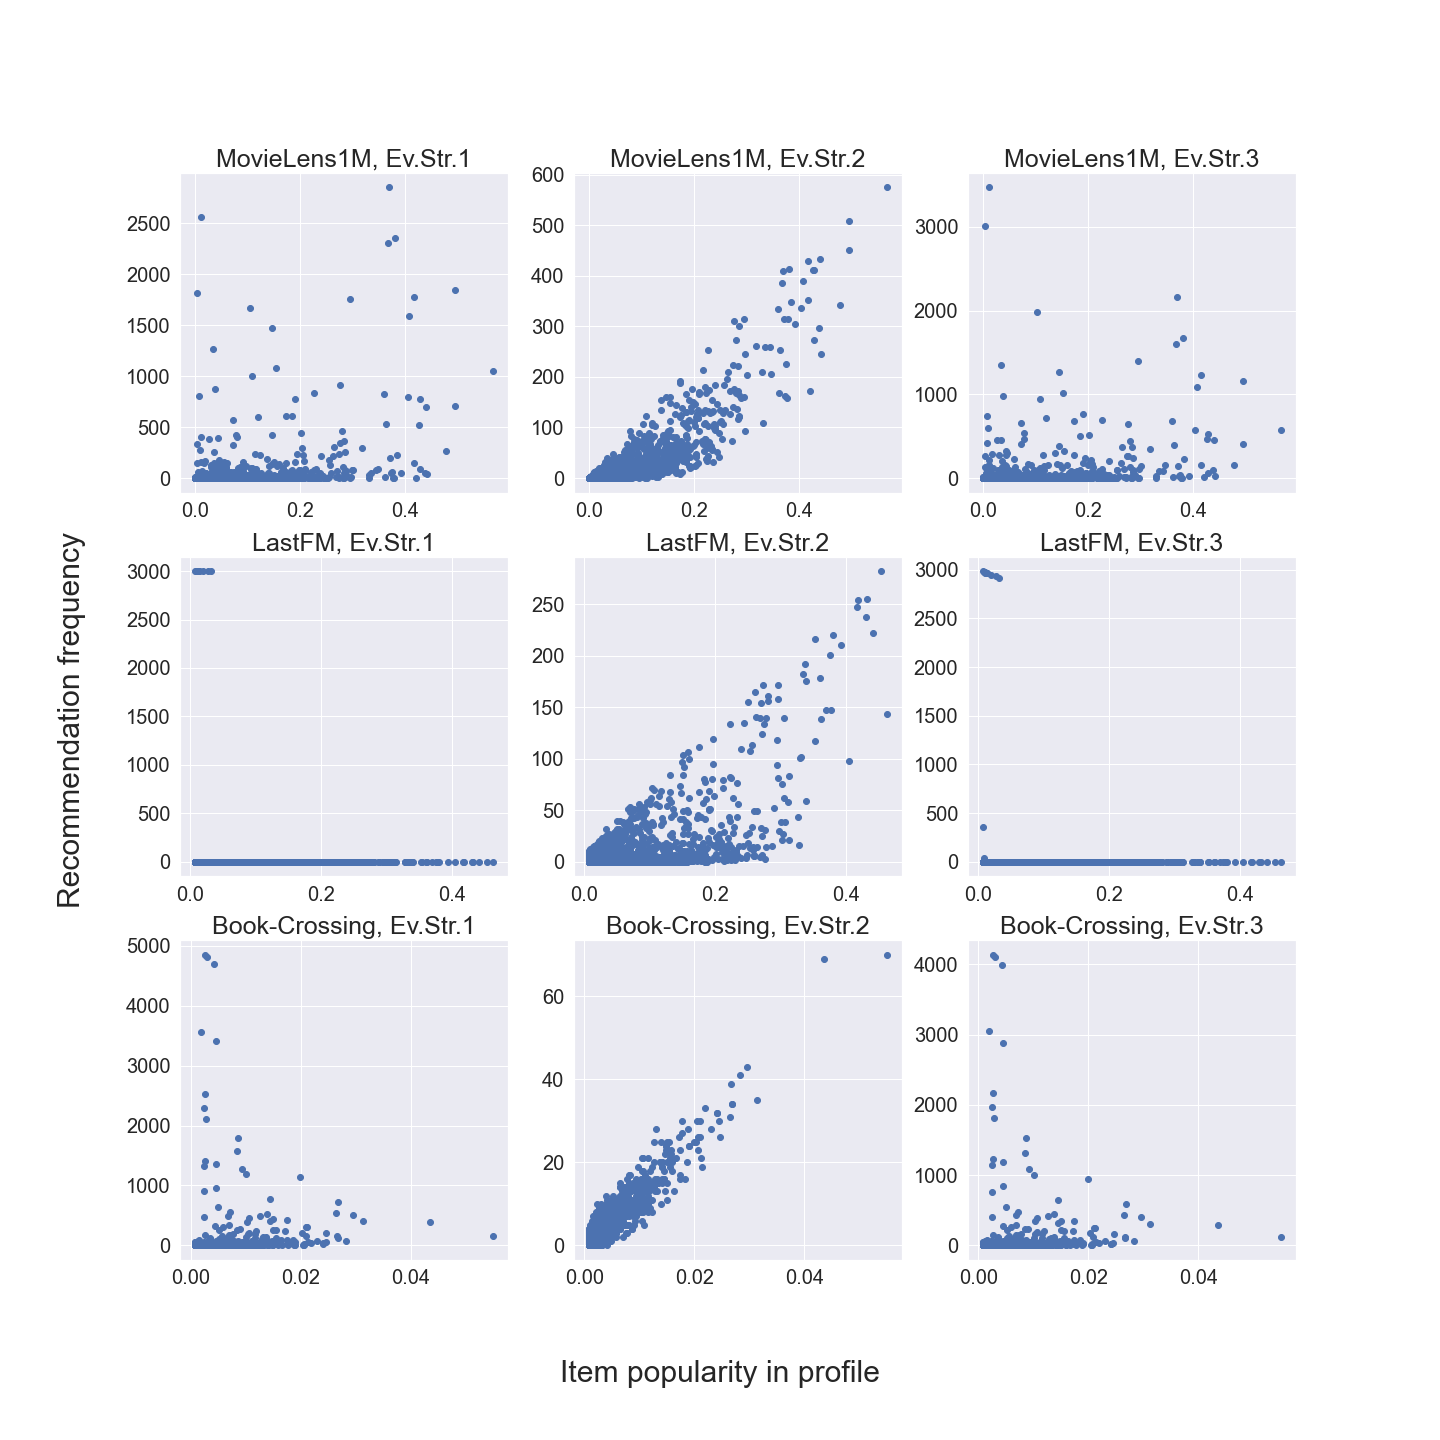 MovieLens1M, Ev.Str.1
MovieLens1M, Ev.Str.2
MovieLens1M, Ev.Str.3
2500
2000
1500
1000
500
0
0.0 0.2 0.4
600
500
400
300
200
100
0
0.0 0.2 0.4
3000
2000
1000
0
0.0 0.2 0.4
Recommendation frequency
LastFM, Ev.Str.1
LastFM, Ev.Str.2
LastFM, Ev.Str.3
3000
2500
2000
1500
1000
500
0
0.0 0.2 0.4
250
200
150
100
50
0
0.0 0.2 0.4
3000
2500
2000
1500
1000
500
0
0.0 0.2 0.4
Book-Crossing, Ev.Str.1
Book-Crossing, Ev.Str.2
Book-Crossing, Ev.Str.3
5000
4000
3000
2000
1000
0
0.00 0.02 0.04
60
40
20
0
0.00 0.02 0.04
4000
3000
2000
1000
0
0.00 0.02 0.04
Item popularity in profile